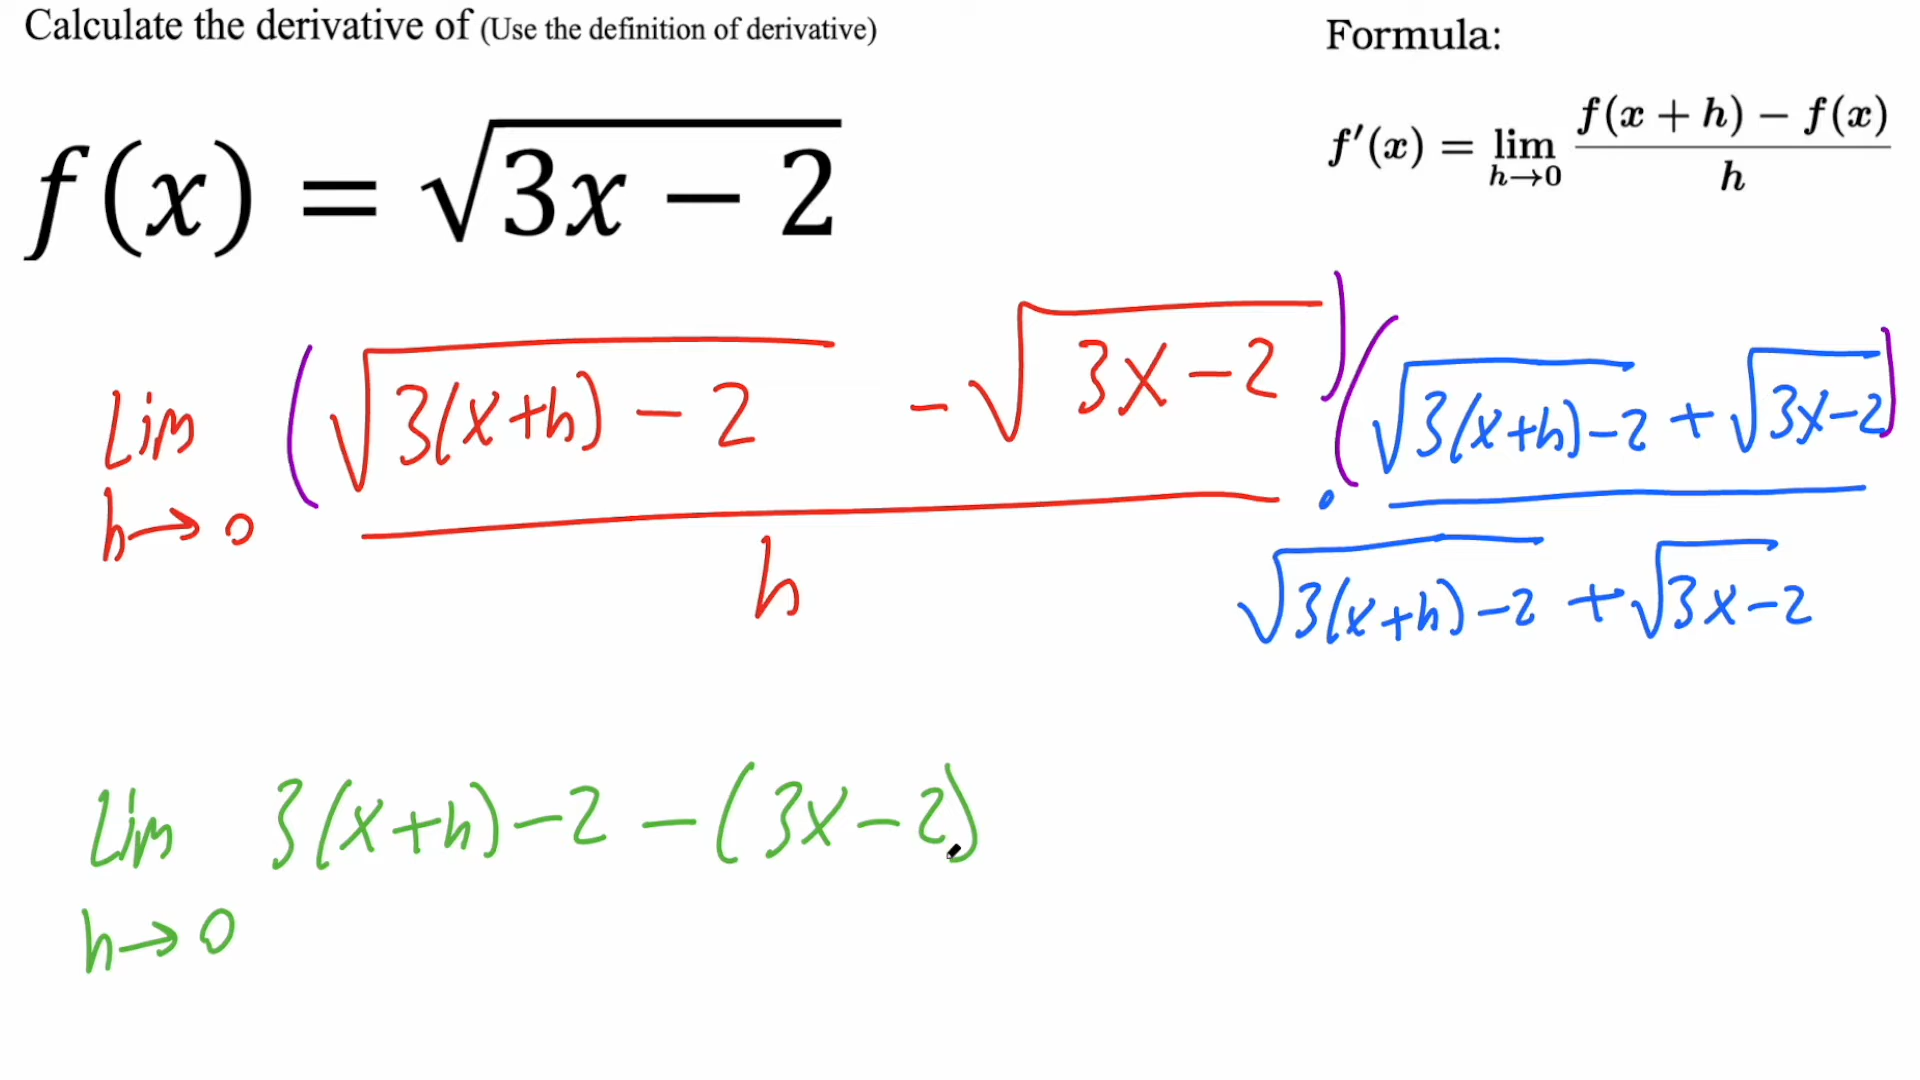 Calculate the derivative of (Use the definition of derivative)
Formula:
f′(x) = lim h→0 f(x + h) − f(x) / h
f(x) = √3x − 2
Lim h→0 (√3(x+h) − 2 − √3x − 2) / h · (√3(x+h) − 2 + √3x − 2) / √3(x+h) − 2 + √3x − 2
Lim h→0 3(x+h) − 2 − (3x − 2)